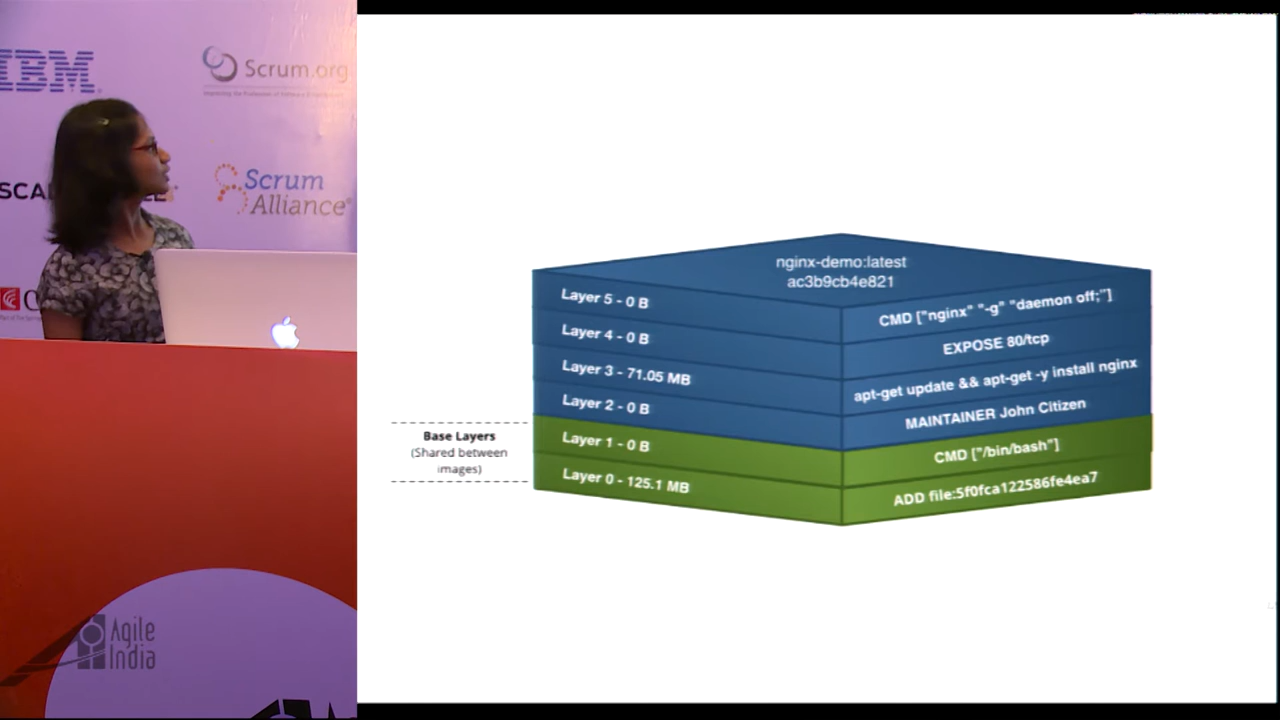 IBM
Scrum.org
Scrum
Alliance
SCAL
Agile
India
nginx-demo:latest
ac3b9cb4e821
Layer 5 - 0 B
CMD ["nginx" "-g" "daemon off;"]
Layer 4 - 0 B
EXPOSE 80/tcp
Layer 3 - 71.05 MB
apt-get update && apt-get -y install nginx
Layer 2 - 0 B
MAINTAINER John Citizen
Base Layers
(Shared between
images)
Layer 1 - 0 B
CMD ["/bin/bash"]
Layer 0 - 125.1 MB
ADD file:5f0fca122586fe4ea7